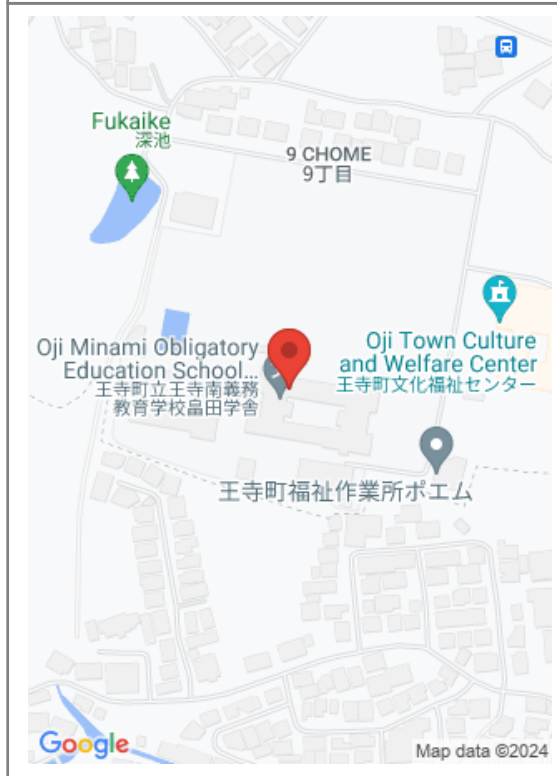 Fukaike
深池
9 CHOME
9丁目
Oji Minami Obligatory
Education School...
王寺町立王寺南義務
教育学校畠田学舎
Oji Town Culture
and Welfare Center
王寺町文化福祉センター
王寺町福祉作業所ポエム
Google
Map data ©2024